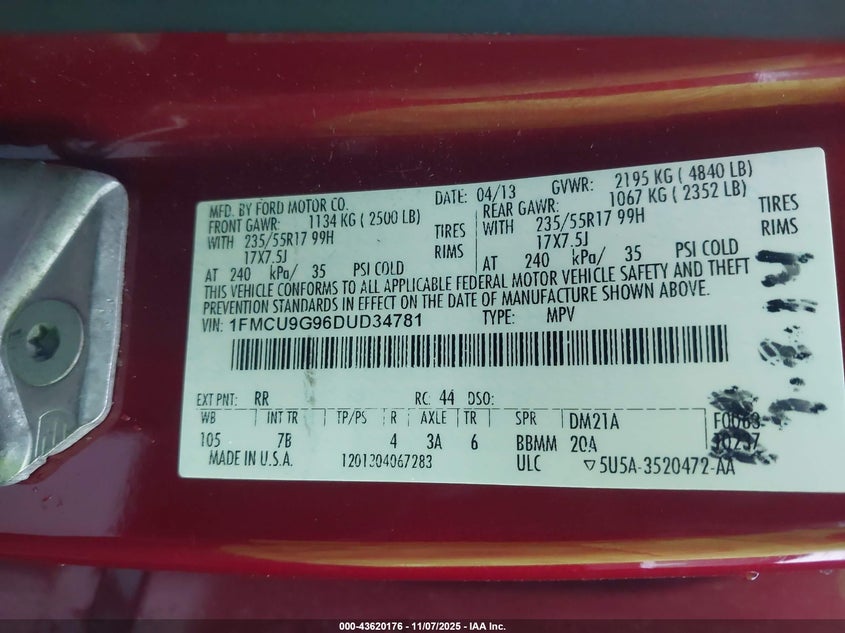 MFD. BY FORD MOTOR CO. DATE: 04/13 GVWR: 2195 KG ( 4840 LB)
FRONT GAWR: 1134 KG ( 2500 LB) REAR GAWR: 1067 KG ( 2352 LB)
WITH 235/55R17 99H TIRES WITH 235/55R17 99H TIRES
17X7.5J RIMS 17X7.5J RIMS
AT 240 kPa/ 35 PSI COLD AT 240 kPa/ 35 PSI COLD
THIS VEHICLE CONFORMS TO ALL APPLICABLE FEDERAL MOTOR VEHICLE SAFETY AND THEFT
PREVENTION STANDARDS IN EFFECT ON THE DATE OF MANUFACTURE SHOWN ABOVE.
VIN: 1FMCU9G96DUD34781 TYPE: MPV
EXT PNT: RR RC: 44 DSO:
WB INT TR TP/PS R AXLE TR SPR DM21A F0063
105 7B 4 3A 6 BBMM 20A 10237
MADE IN U.S.A. 1201304067283 ULC ▽5U5A-3520472-AA
000-43620176 - 11/07/2025 - IAA Inc.